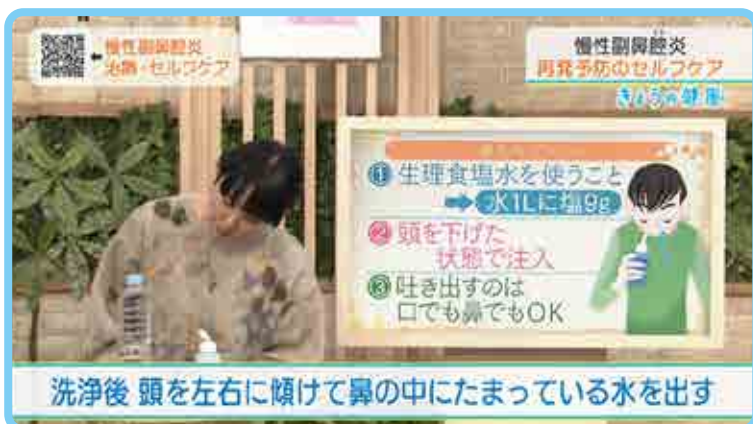 慢性副鼻腔炎
治療・セルフケア
慢性副鼻腔炎
再発予防のセルフケア
きょうの健康
① 生理食塩水を使うこと
➡水1Lに塩9g
② 頭を下げた
状態で注入
③ 吐き出すのは
口でも鼻でもOK
洗浄後 頭を左右に傾けて鼻の中にたまっている水を出す